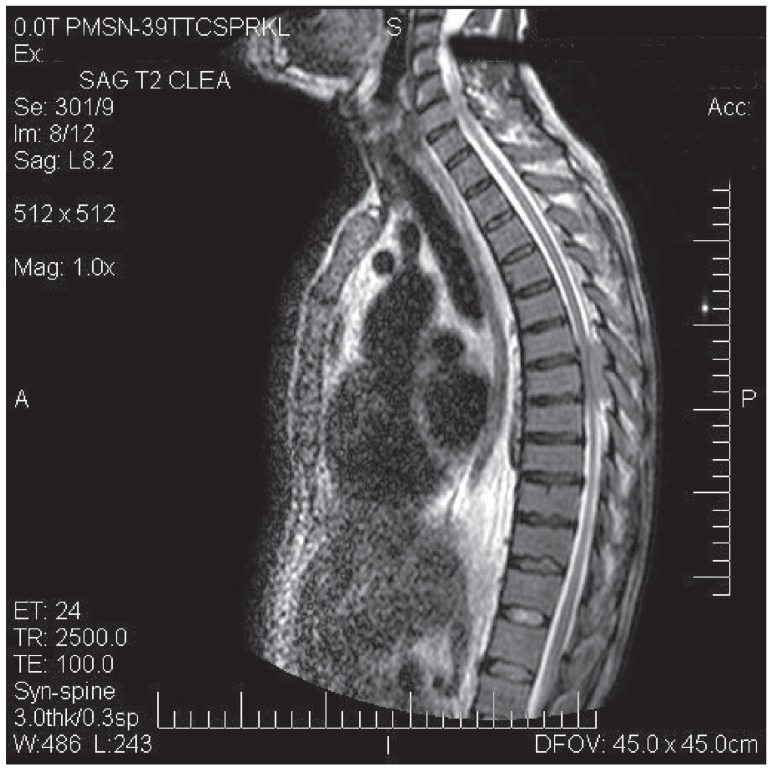 0.0T PMSN-39TTCSPRKL
S
Ex:
SAG T2 CLEA
Se: 301/9
Acc:
Im: 8/12
Sag: L8.2
512 x 512
Mag: 1.0x
A
P
ET: 24
TR: 2500.0
TE: 100.0
Syn-spine
3.0thk/0.3sp
W:486 L:243
I
DFOV: 45.0 x 45.0cm